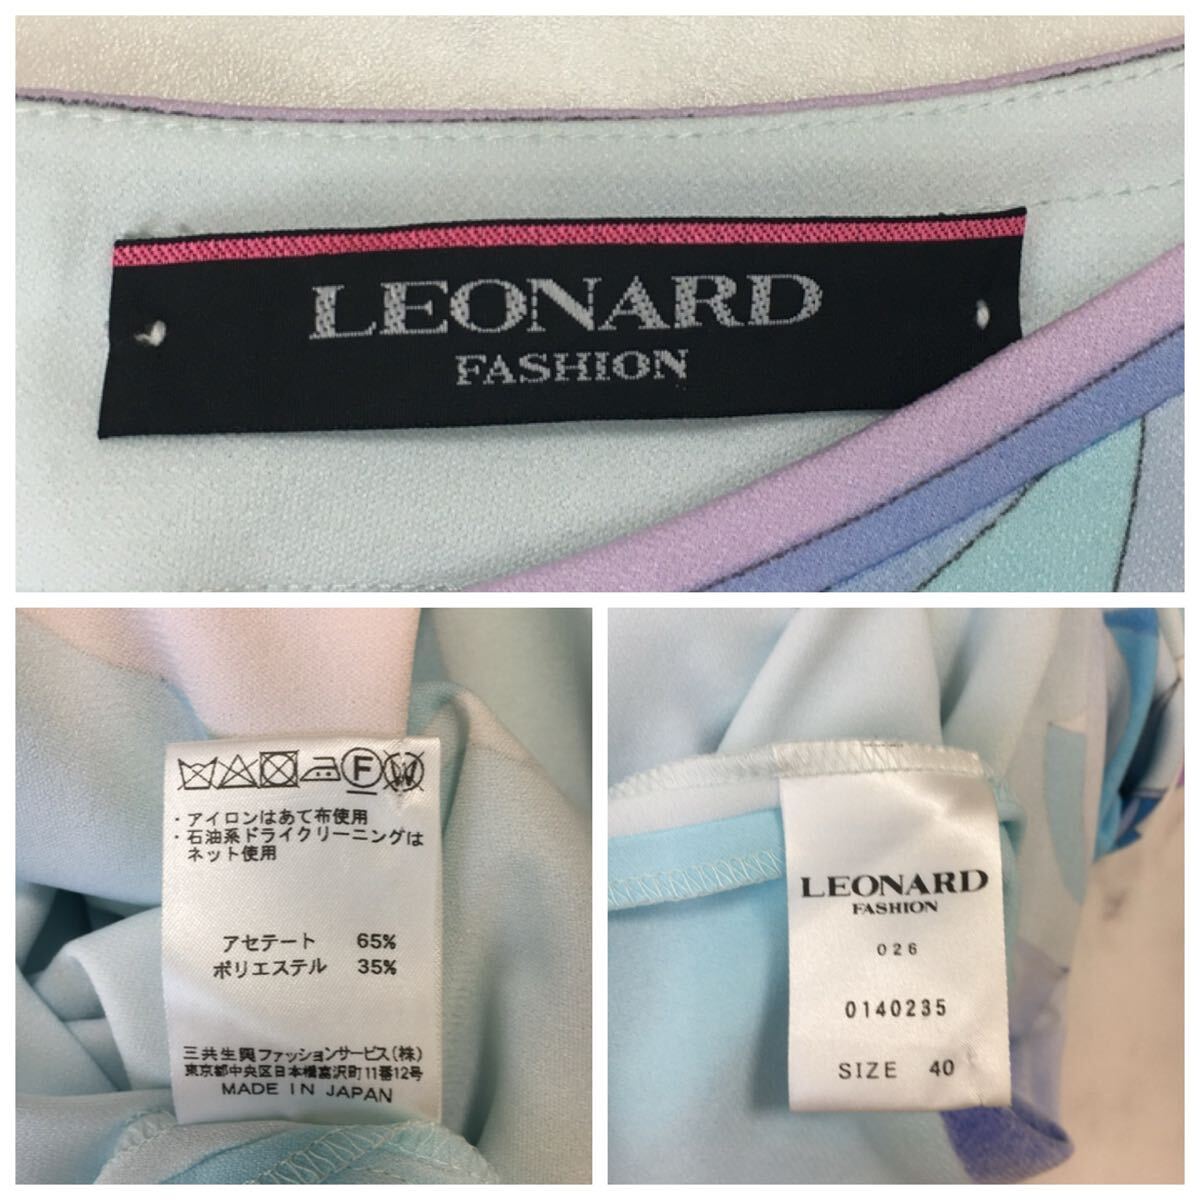 LEONARD
FASHION
F W
・アイロンはあて布使用
・石油系ドライクリーニングは
ネット使用
アセテート 65%
ポリエステル 35%
三共生興ファッションサービス(株)
東京都中央区日本橋富沢町11番12号
MADE IN JAPAN
LEONARD
FASHION
026
0140235
SIZE 40